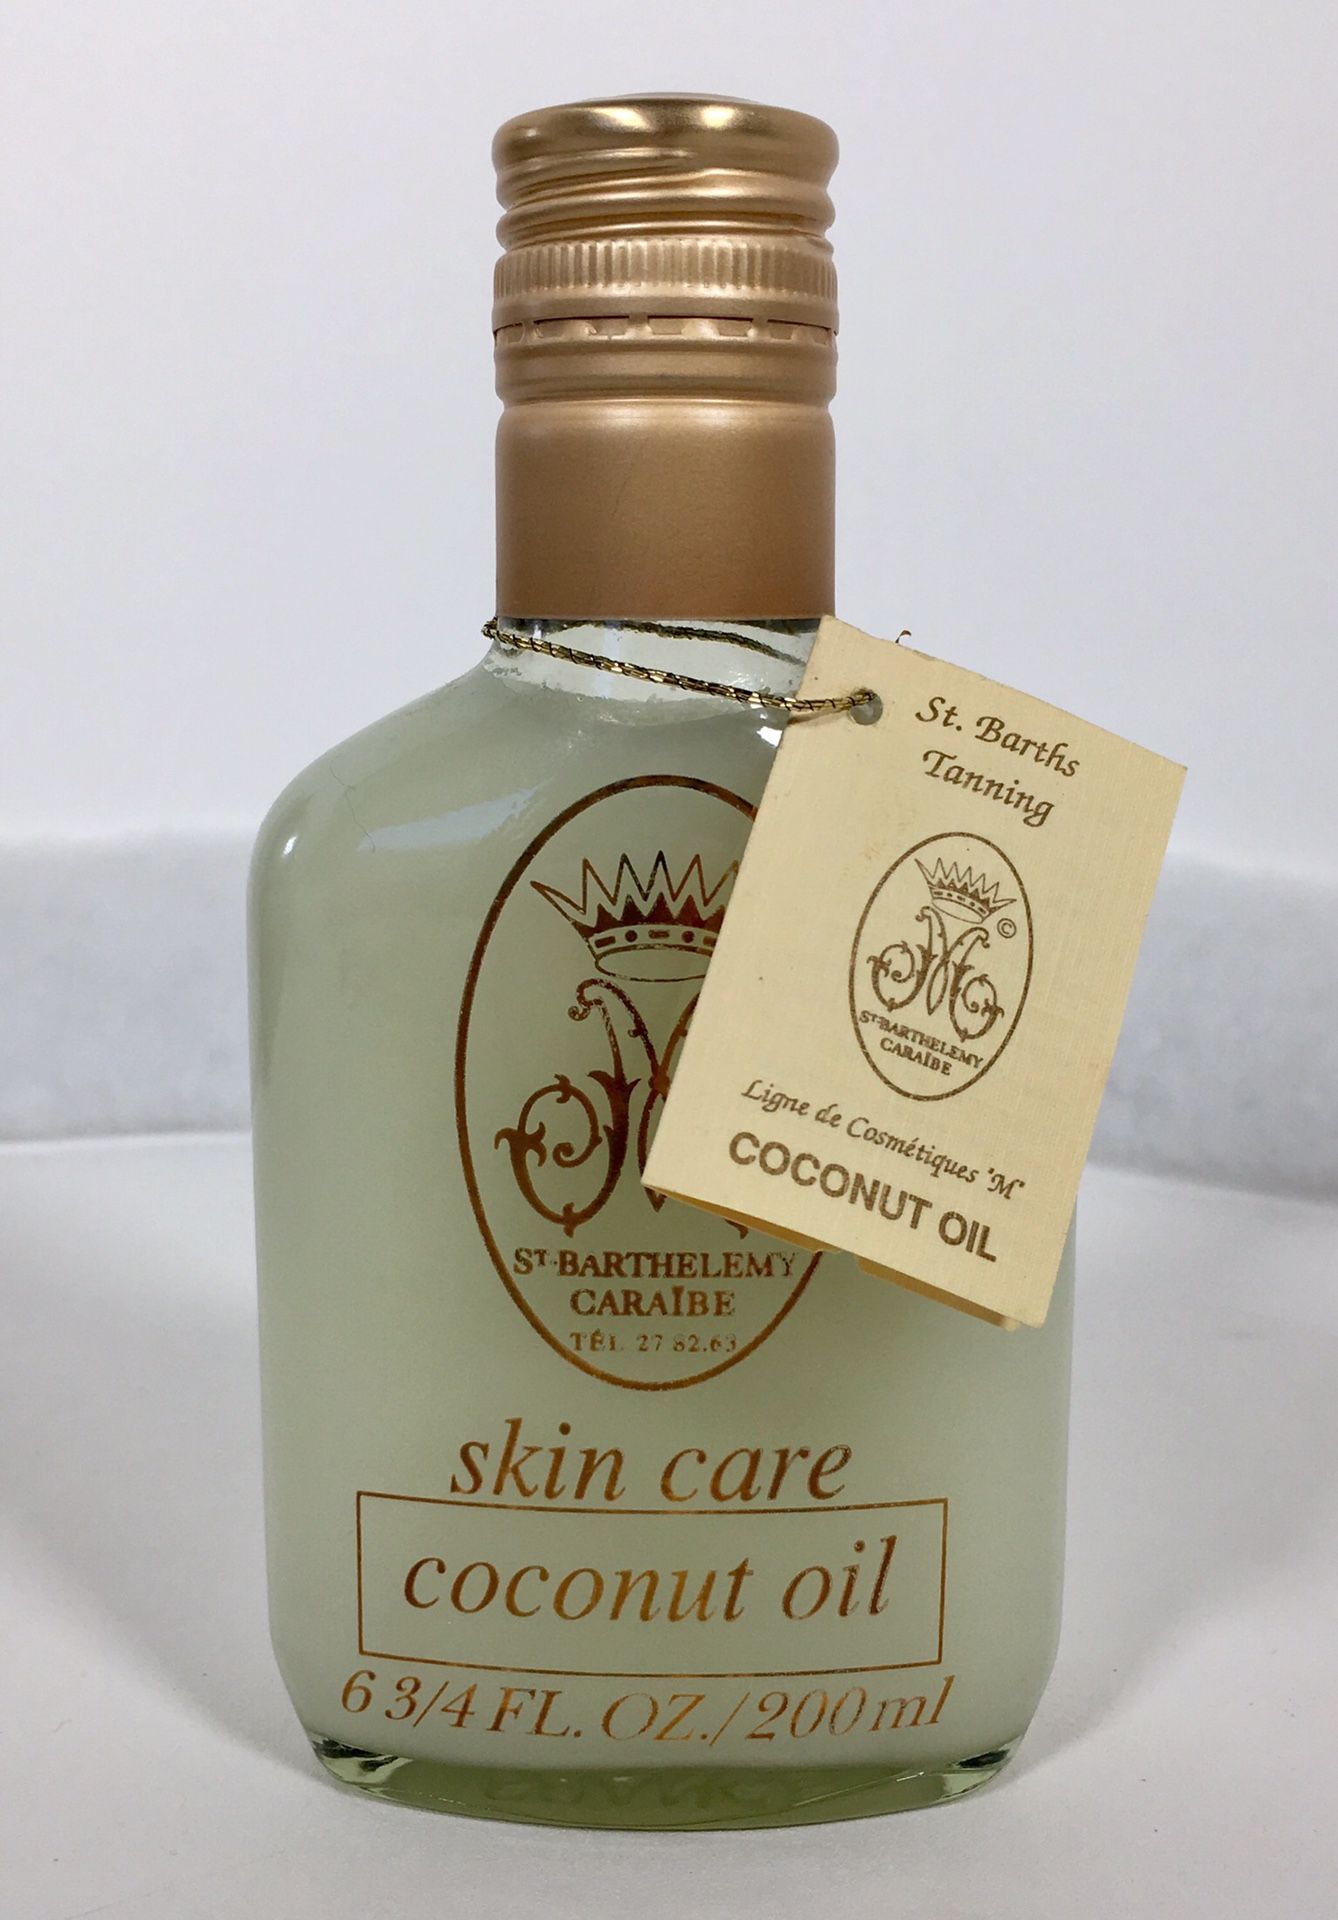 St. Barths
Tanning
©
ST-BARTHELEMY
CARAÏBE
Ligne de Cosmétiques "M"
COCONUT OIL
M
ST-BARTHELEMY
CARAÏBE
TÉL. 27 82.63
skin care
coconut oil
6 3/4 FL. OZ./200ml